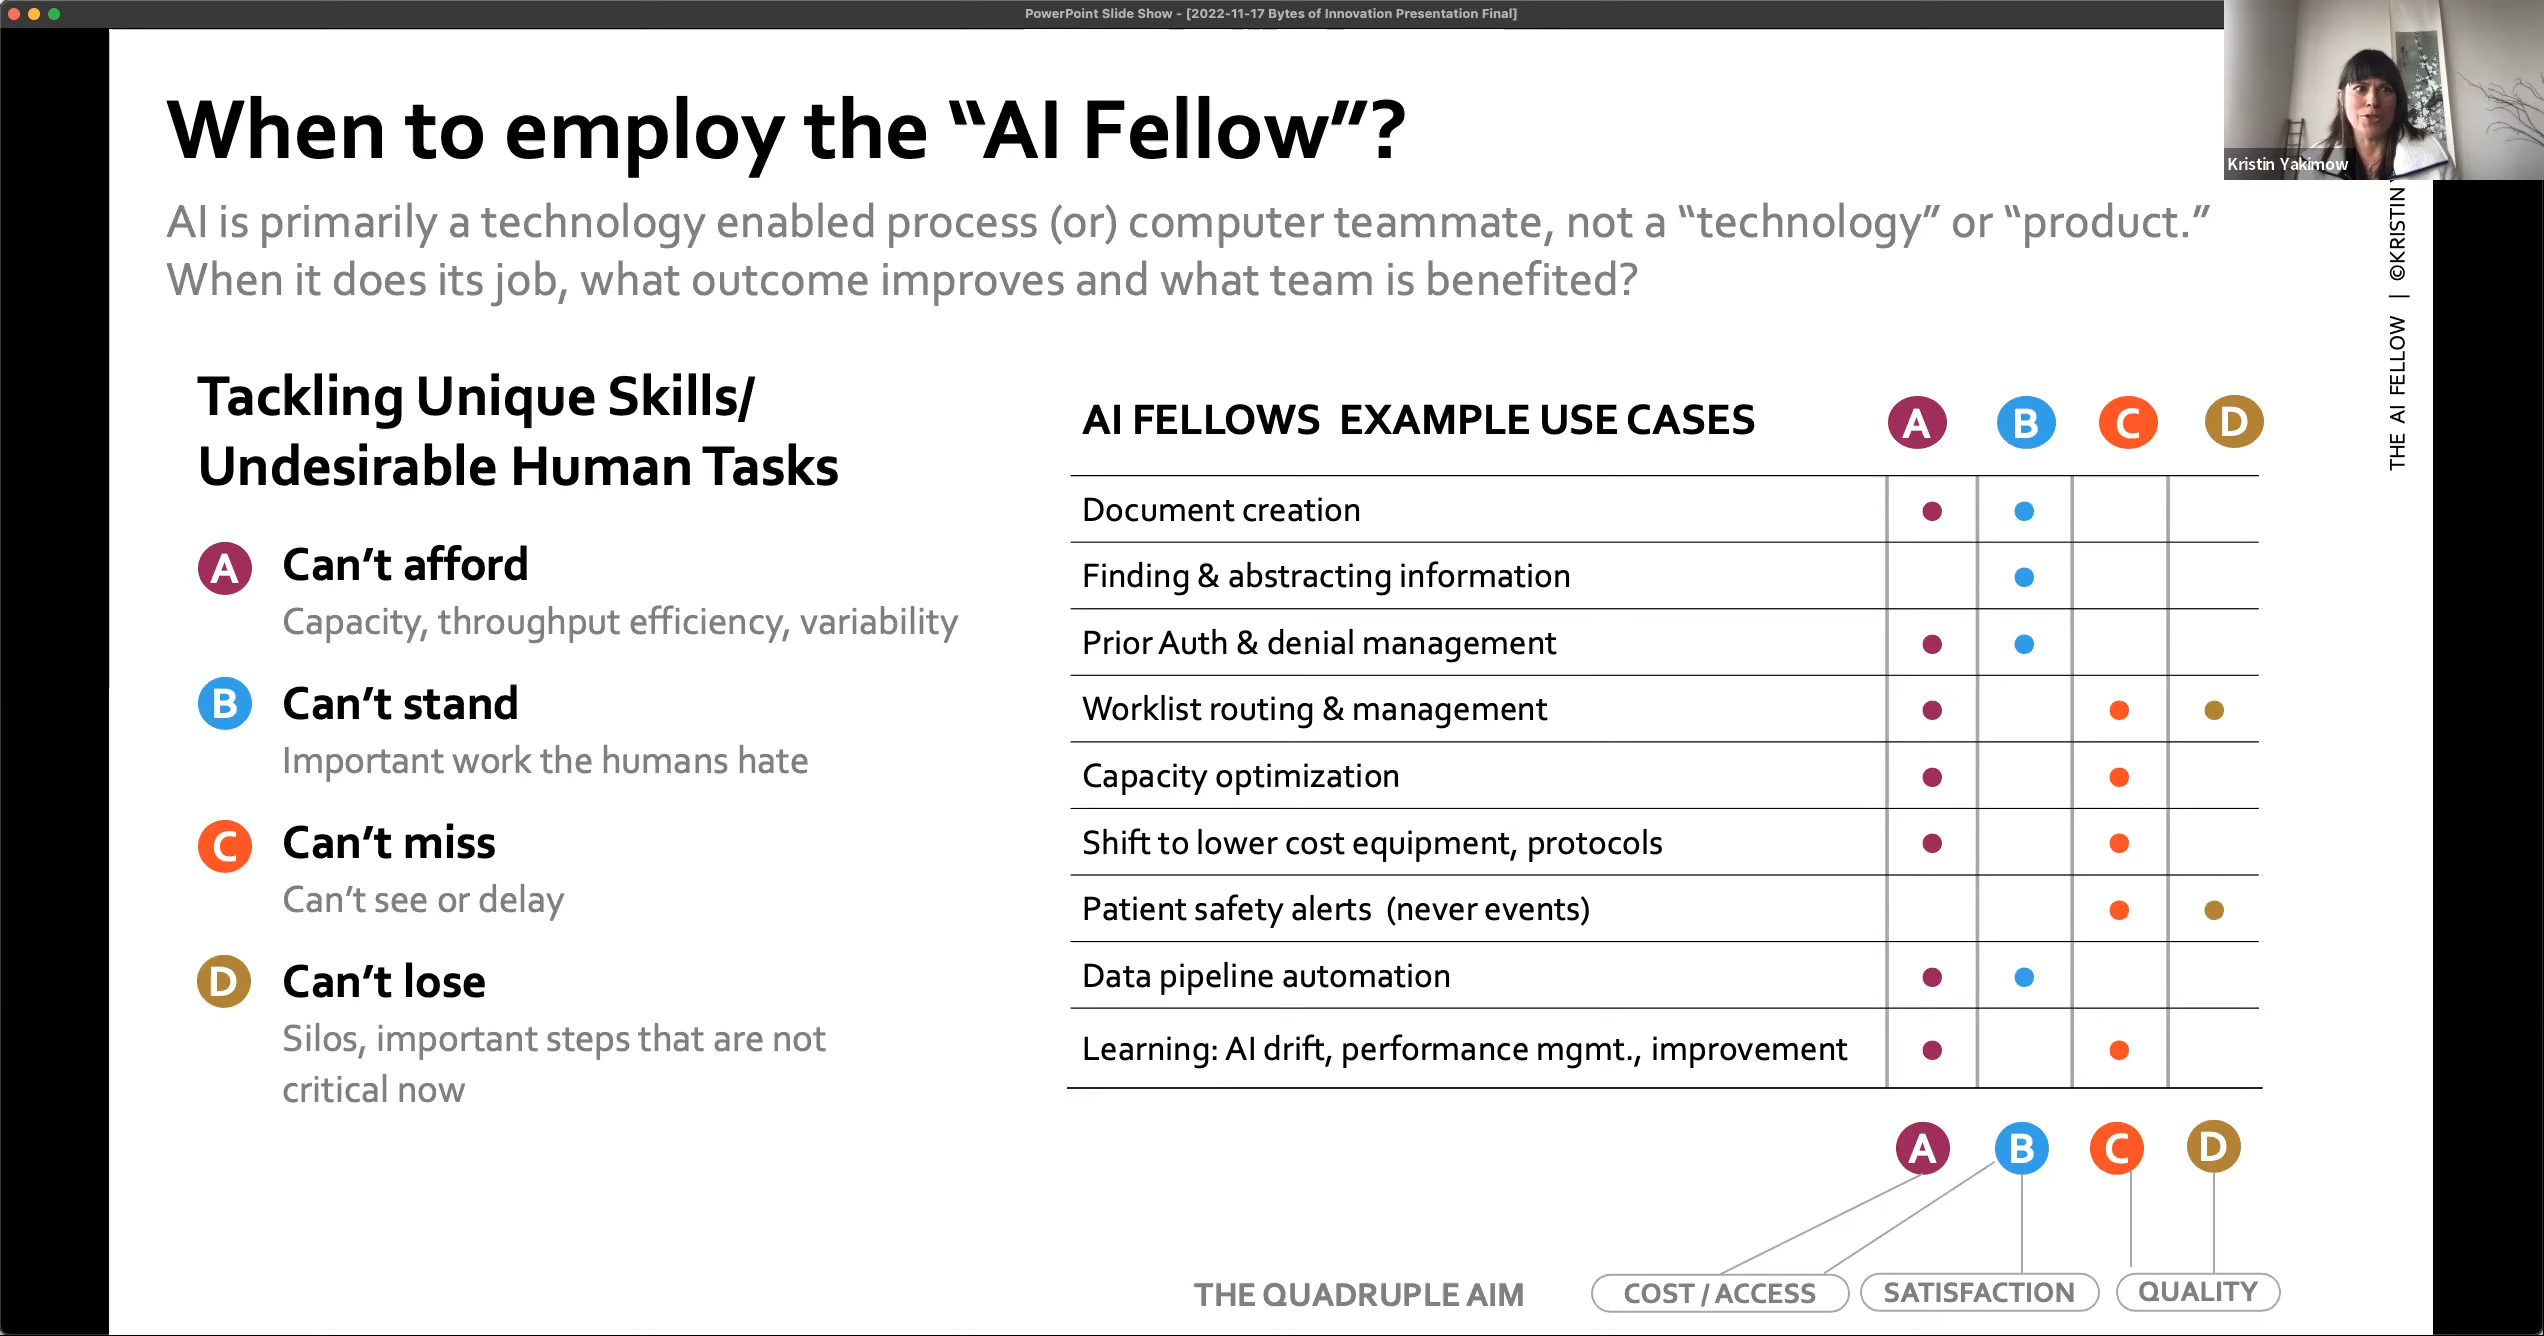 PowerPoint Slide Show - [2022-11-17 Bytes of Innovation Presentation Final]
Kristin Yakimow
When to employ the “AI Fellow”?
AI is primarily a technology enabled process (or) computer teammate, not a “technology” or “product.”
When it does its job, what outcome improves and what team is benefited?
THE AI FELLOW | ©KRISTIN
Tackling Unique Skills/
Undesirable Human Tasks
A Can’t afford
Capacity, throughput efficiency, variability
B Can’t stand
Important work the humans hate
C Can’t miss
Can’t see or delay
D Can’t lose
Silos, important steps that are not
critical now
AI FELLOWS EXAMPLE USE CASES A B C D
Document creation
Finding & abstracting information
Prior Auth & denial management
Worklist routing & management
Capacity optimization
Shift to lower cost equipment, protocols
Patient safety alerts (never events)
Data pipeline automation
Learning: AI drift, performance mgmt., improvement
A B C D
THE QUADRUPLE AIM COST / ACCESS SATISFACTION QUALITY